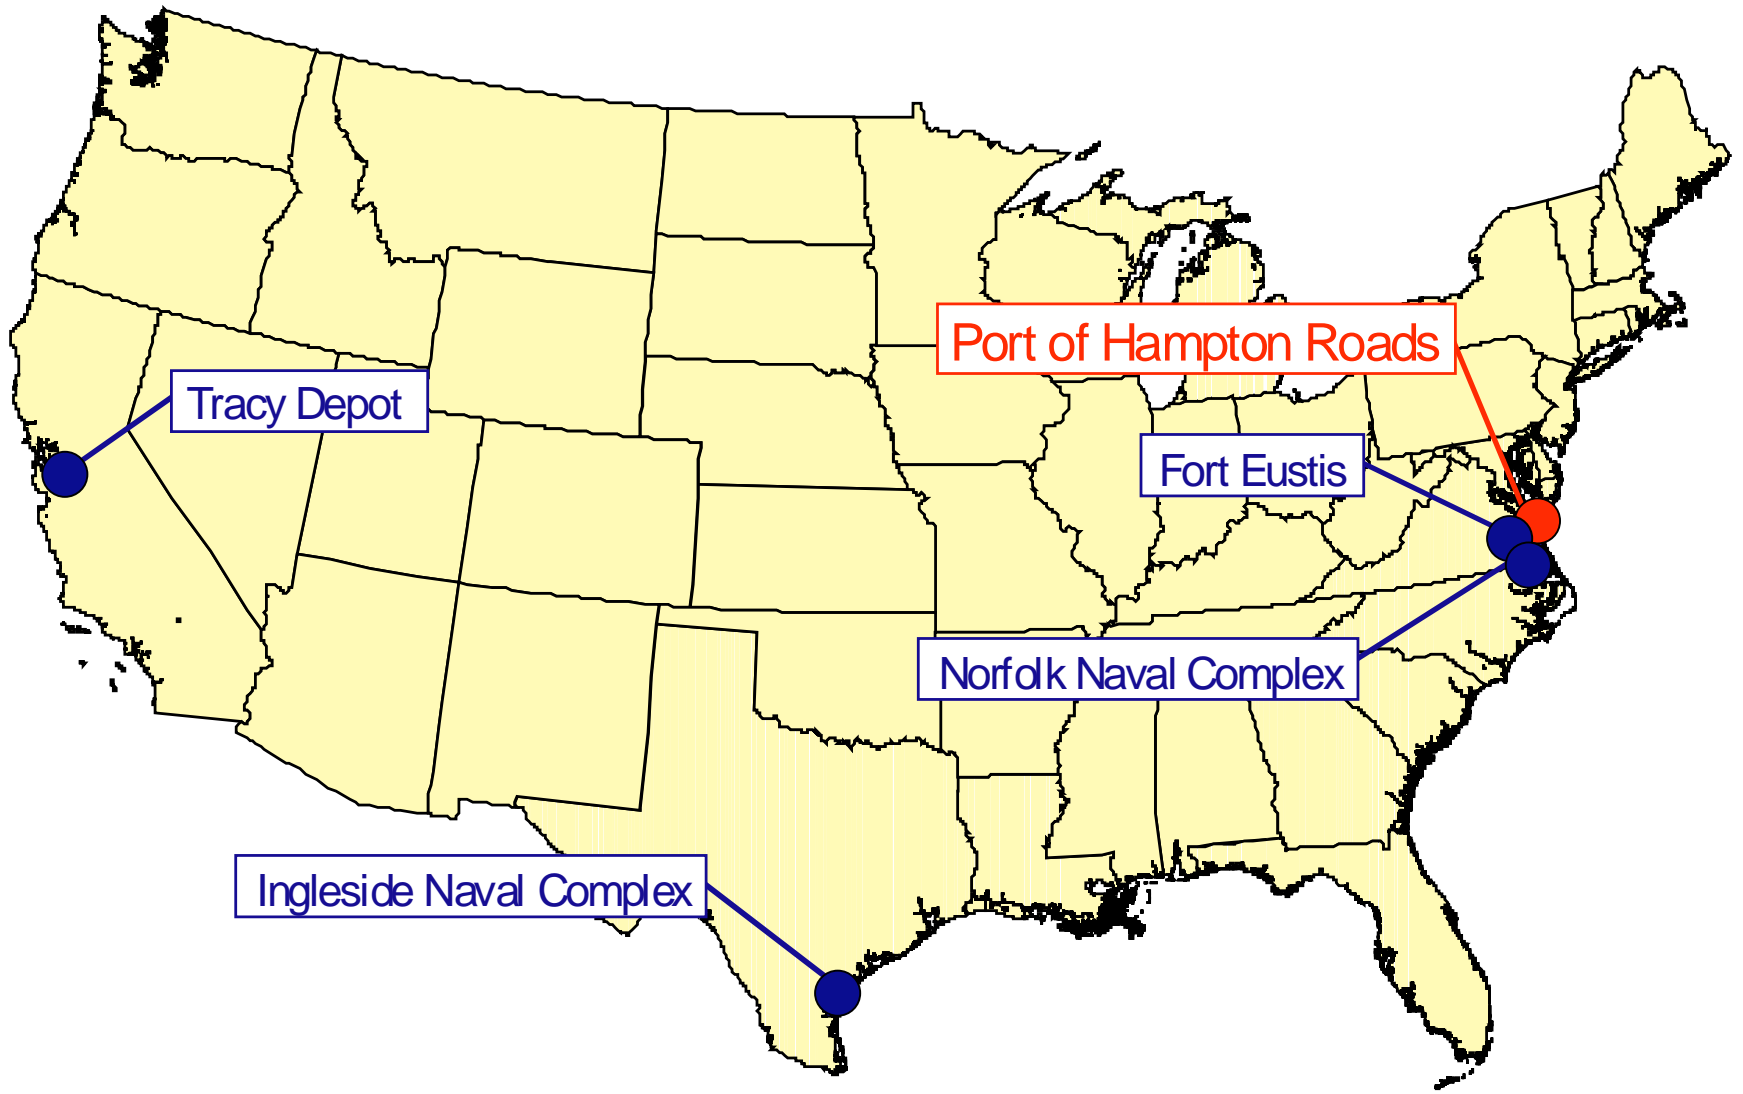 Port of Hampton Roads
Tracy Depot
Fort Eustis
Norfolk Naval Complex
Ingleside Naval Complex